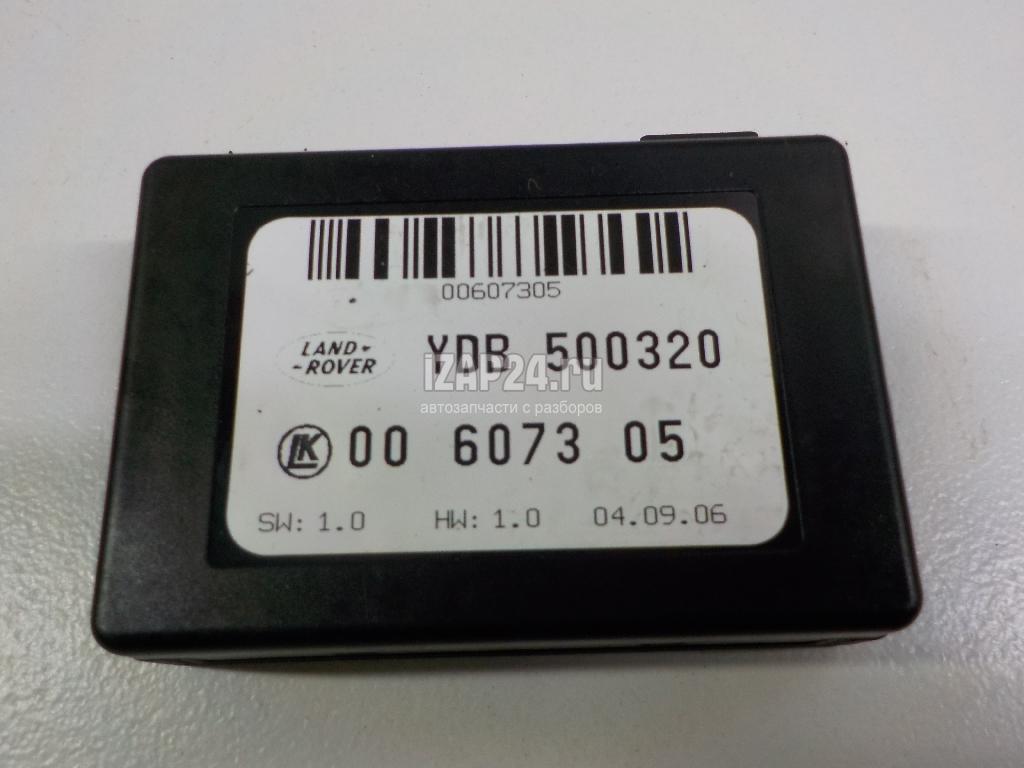 00607305
LAND-
-ROVER
YDB 500320
iZAP24.ru
автозапчасти с разборов
LK 00 6073 05
SW: 1.0 HW: 1.0 04.09.06